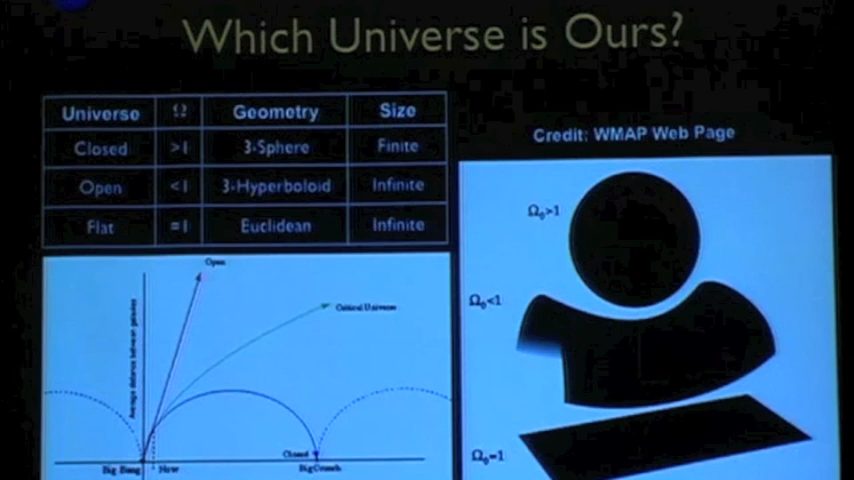 Which Universe is Ours?
Universe Ω Geometry Size
Closed >1 3-Sphere Finite
Open <1 3-Hyperboloid Infinite
Flat =1 Euclidean Infinite
Credit: WMAP Web Page
Ω₀>1
Ω₀<1
Ω₀=1
Open
Critical Universe
Average distance between galaxies
Closed
Big Bang
Now
Big Crunch